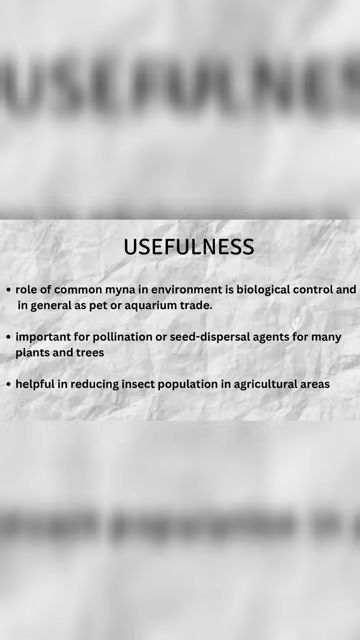 USEFULNESS
• role of common myna in environment is biological control and
in general as pet or aquarium trade.
• important for pollination or seed-dispersal agents for many
plants and trees
• helpful in reducing insect population in agricultural areas